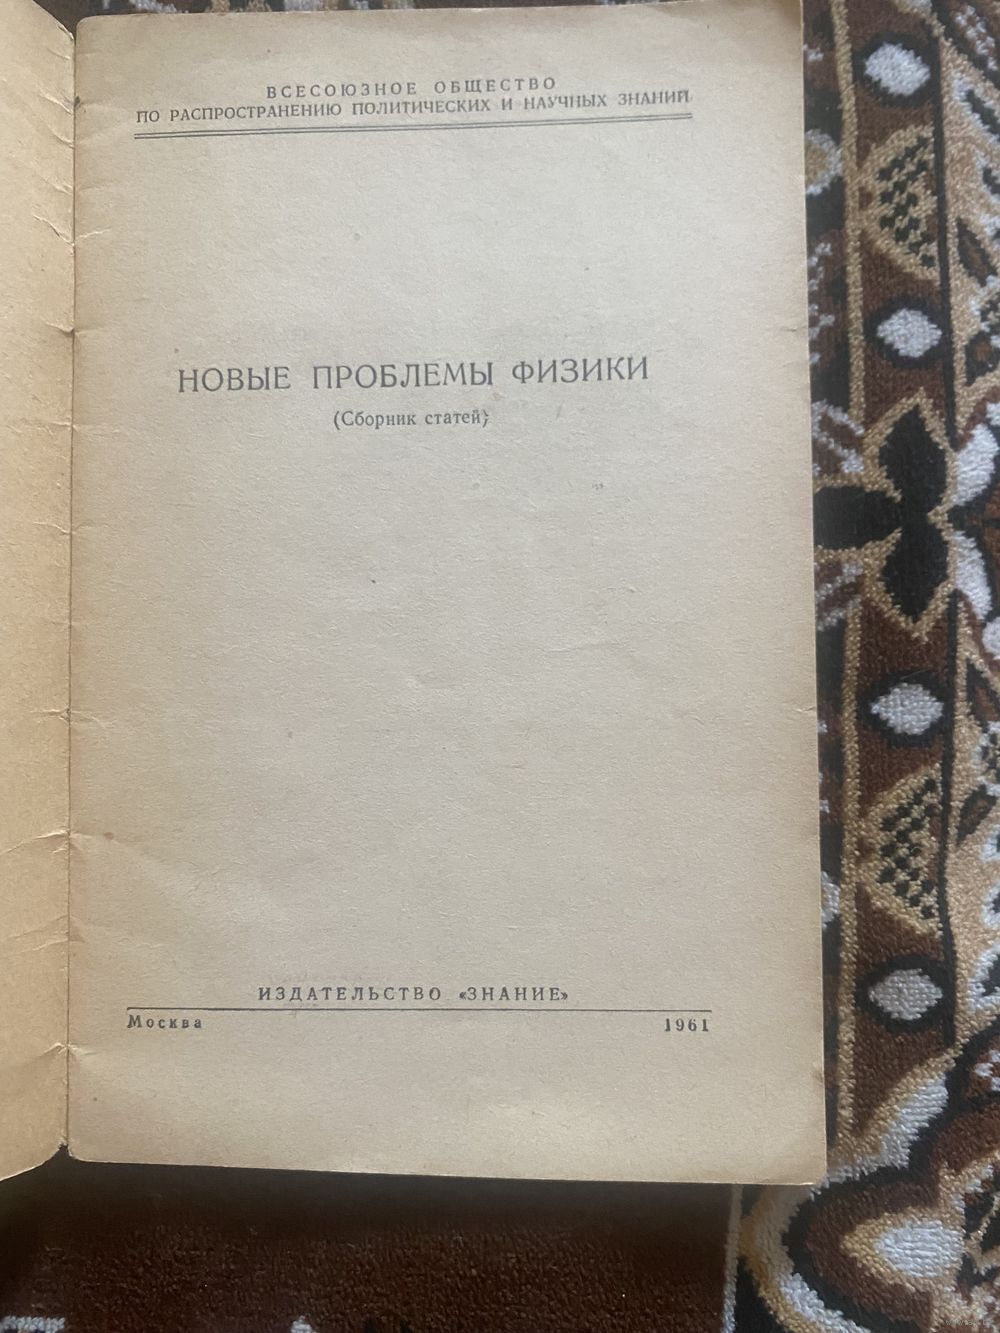 ВСЕСОЮЗНОЕ ОБЩЕСТВО
ПО РАСПРОСТРАНЕНИЮ ПОЛИТИЧЕСКИХ И НАУЧНЫХ ЗНАНИЙ
НОВЫЕ ПРОБЛЕМЫ ФИЗИКИ
(Сборник статей)
ИЗДАТЕЛЬСТВО «ЗНАНИЕ»
Москва 1961